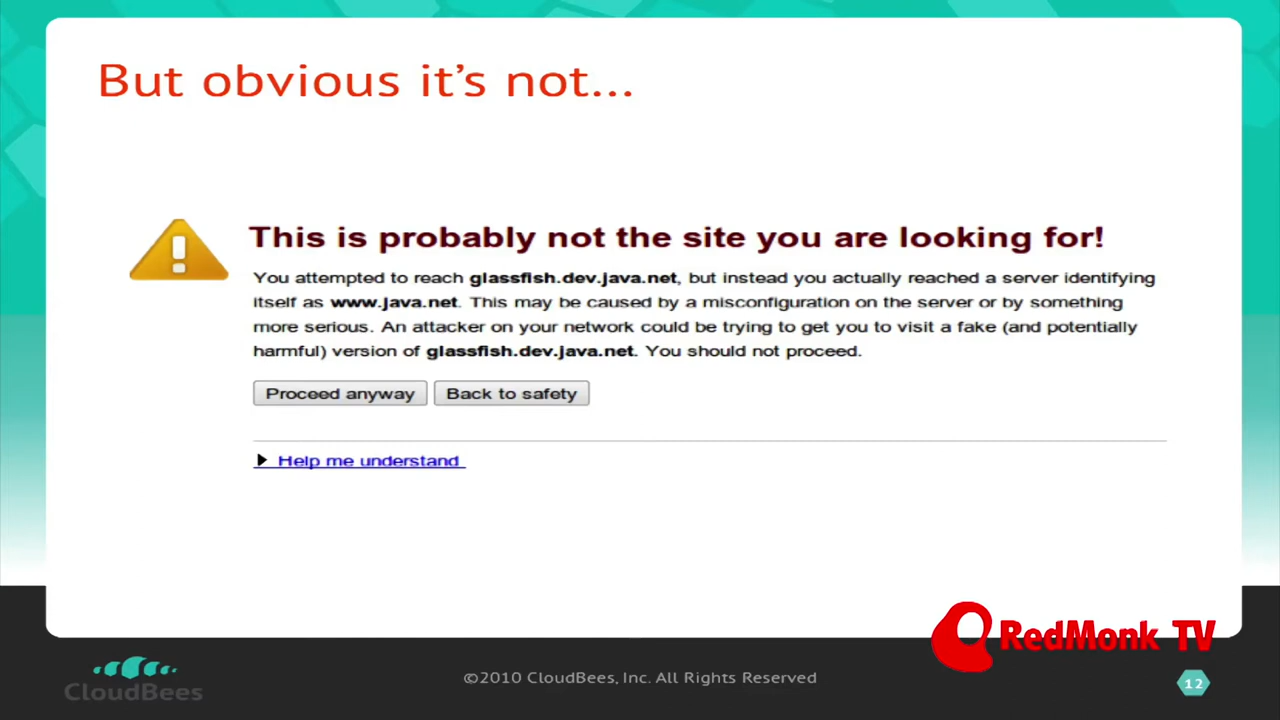 But obvious it's not...
This is probably not the site you are looking for!
You attempted to reach glassfish.dev.java.net, but instead you actually reached a server identifying
itself as www.java.net. This may be caused by a misconfiguration on the server or by something
more serious. An attacker on your network could be trying to get you to visit a fake (and potentially
harmful) version of glassfish.dev.java.net. You should not proceed.
Proceed anyway Back to safety
Help me understand
RedMonk TV
CloudBees
©2010 CloudBees, Inc. All Rights Reserved
12